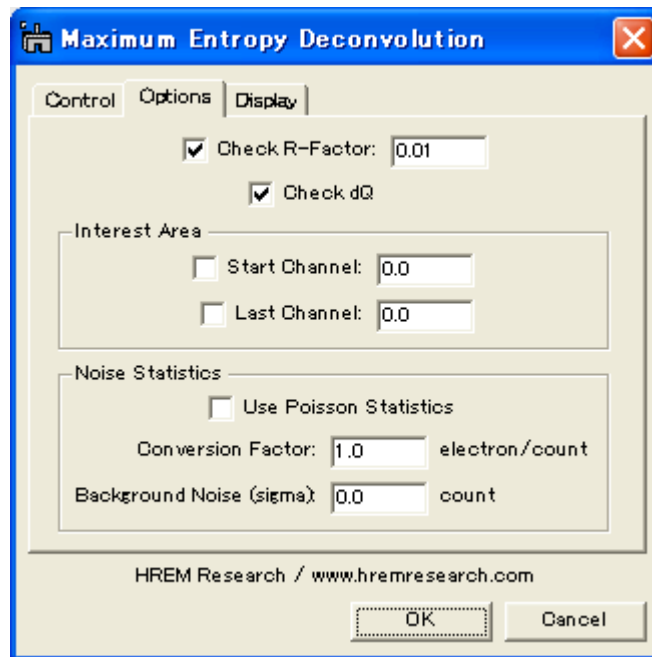 Maximum Entropy Deconvolution
Control Options Display
Check R-Factor: 0.01
Check dQ
Interest Area
Start Channel: 0.0
Last Channel: 0.0
Noise Statistics
Use Poisson Statistics
Conversion Factor: 1.0 electron/count
Background Noise (sigma): 0.0 count
HREM Research / www.hremresearch.com
OK Cancel